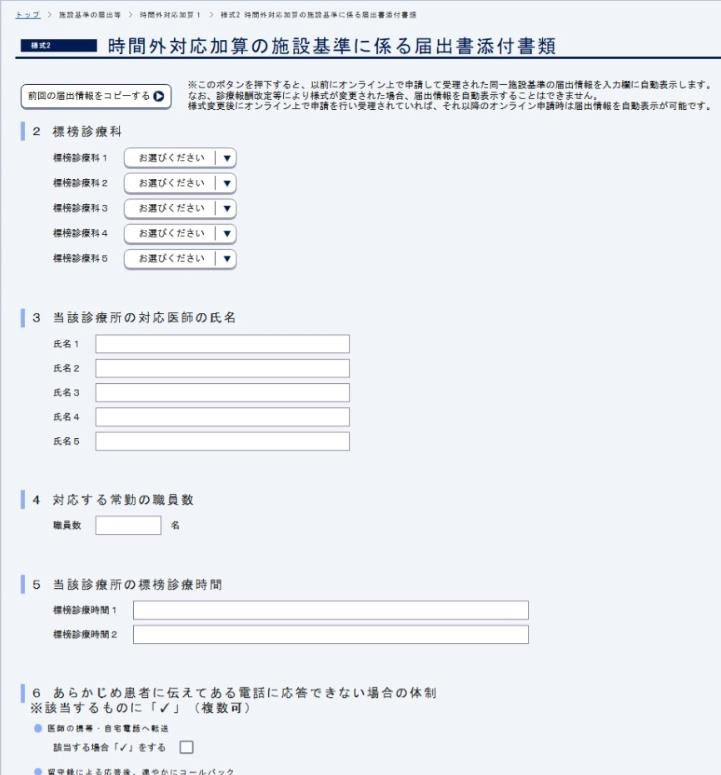 トップ > 施設基準の届出等 > 時間外対応加算１ > 様式2 時間外対応加算の施設基準に係る届出書添付書類
様式2 時間外対応加算の施設基準に係る届出書添付書類
前回の届出情報をコピーする
※このボタンを押下すると、以前にオンライン上で申請して受理された同一施設基準の届出情報を入力欄に自動表示します。
なお、診療報酬改定等により様式が変更された場合、届出情報を自動表示することはできません。
様式変更後にオンライン上で申請を行い受理されていれば、それ以降のオンライン申請時は届出情報を自動表示が可能です。
２ 標榜診療科
標榜診療科１ お選びください ▼
標榜診療科２ お選びください ▼
標榜診療科３ お選びください ▼
標榜診療科４ お選びください ▼
標榜診療科５ お選びください ▼
３ 当該診療所の対応医師の氏名
氏名１
氏名２
氏名３
氏名４
氏名５
４ 対応する常勤の職員数
職員数 名
５ 当該診療所の標榜診療時間
標榜診療時間１
標榜診療時間２
６ あらかじめ患者に伝えてある電話に応答できない場合の体制
※該当するものに「✓」（複数可）
医師の携帯・自宅電話へ転送
該当する場合「✓」をする
留守録による応答後、速やかにコールバック